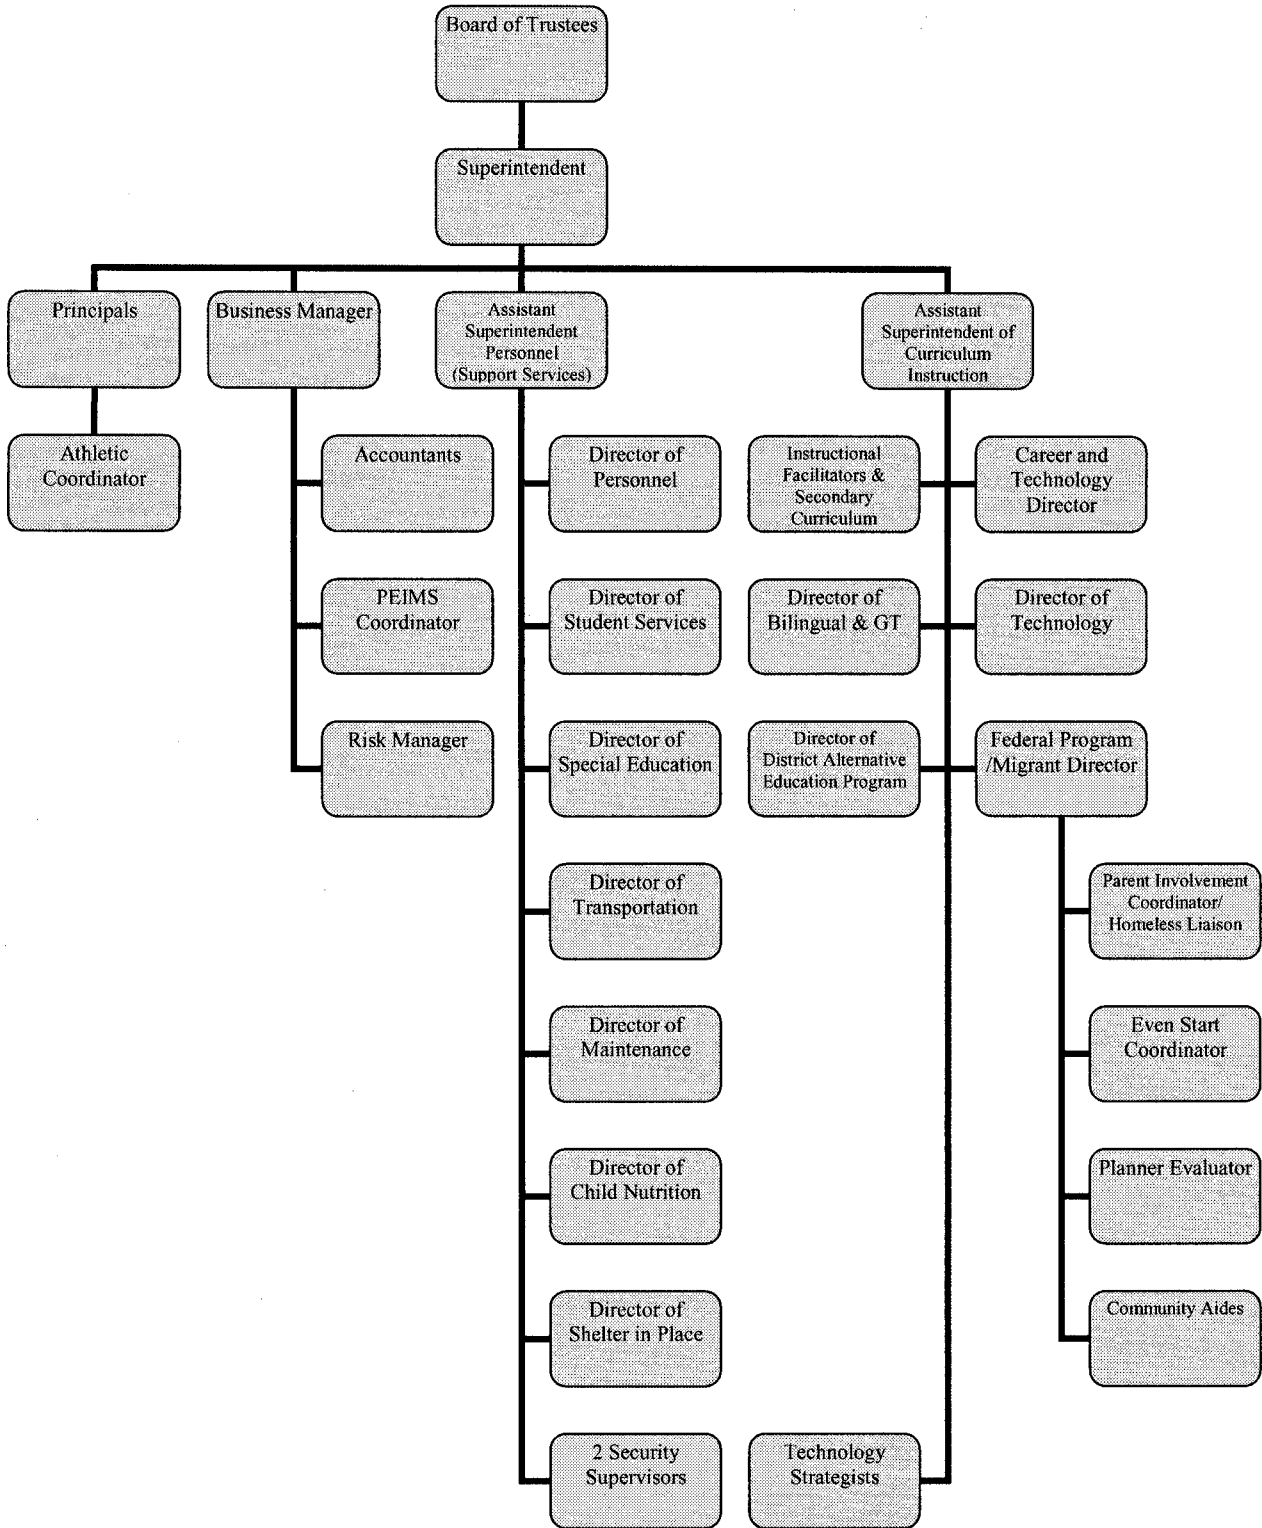 Board of Trustees
Superintendent
Principals
Business Manager
Assistant
Superintendent
Personnel
(Support Services)
Assistant
Superintendent of
Curriculum
Instruction
Athletic
Coordinator
Accountants
Director of
Personnel
Instructional
Facilitators &
Secondary
Curriculum
Career and
Technology
Director
PEIMS
Coordinator
Director of
Student Services
Director of
Bilingual & GT
Director of
Technology
Risk Manager
Director of
Special Education
Director of
District Alternative
Education Program
Federal Program
/Migrant Director
Director of
Transportation
Parent Involvement
Coordinator/
Homeless Liaison
Director of
Maintenance
Even Start
Coordinator
Director of
Child Nutrition
Planner Evaluator
Director of
Shelter in Place
Community Aides
2 Security
Supervisors
Technology
Strategists